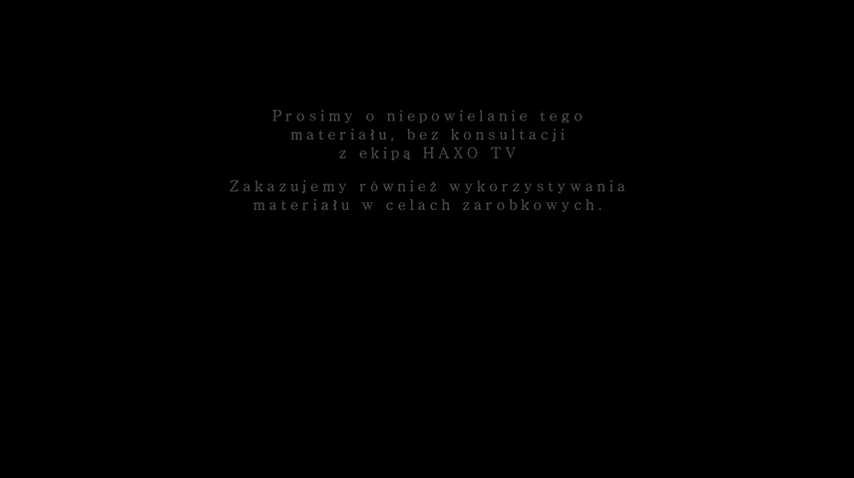 Prosimy o niepowielanie tego
materiału, bez konsultacji
z ekipą HAXO TV
Zakazujemy również wykorzystywania
materiału w celach zarobkowych.